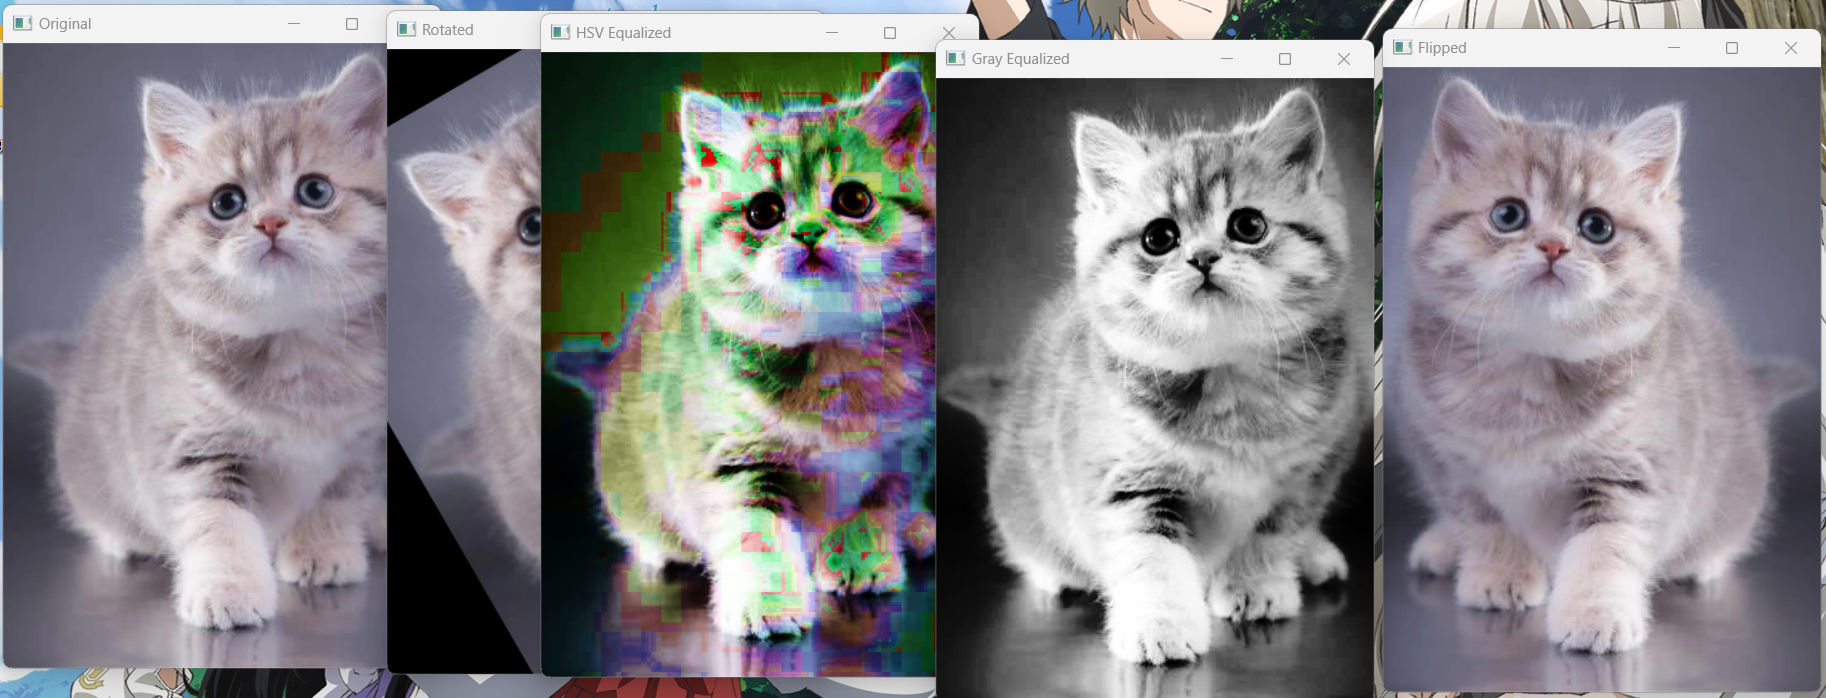 Original
Rotated
HSV Equalized
Gray Equalized
Flipped